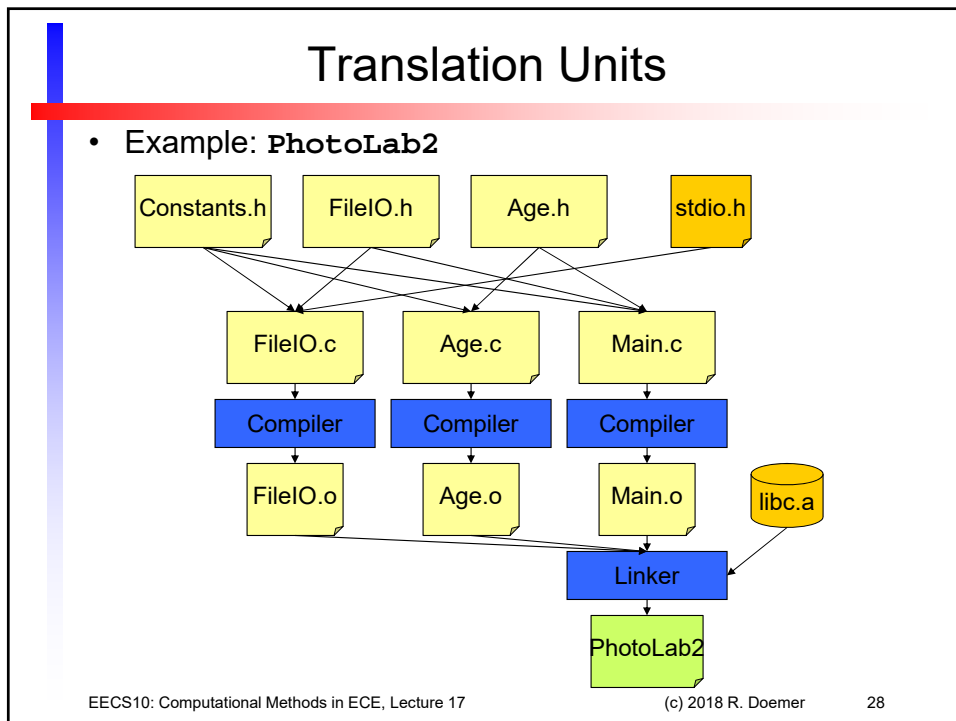 Translation Units
• Example: PhotoLab2
Constants.h
FileIO.h
Age.h
stdio.h
FileIO.c
Age.c
Main.c
Compiler
Compiler
Compiler
FileIO.o
Age.o
Main.o
libc.a
Linker
PhotoLab2
EECS10: Computational Methods in ECE, Lecture 17
(c) 2018 R. Doemer
28